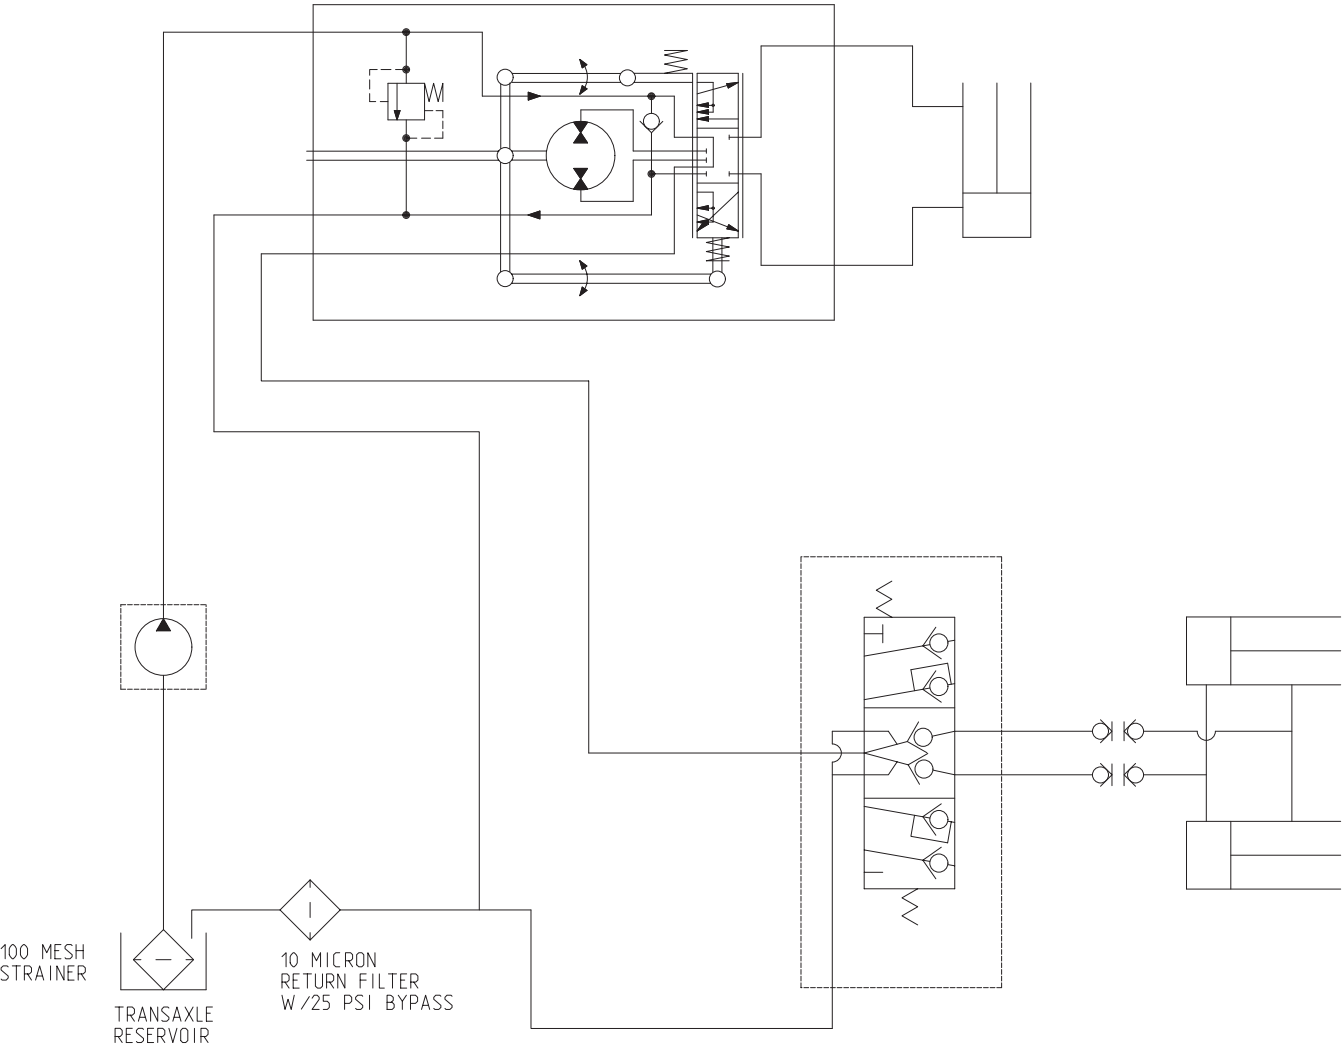 100 MESH
STRAINER
TRANSAXLE
RESERVOIR
10 MICRON
RETURN FILTER
W/25 PSI BYPASS